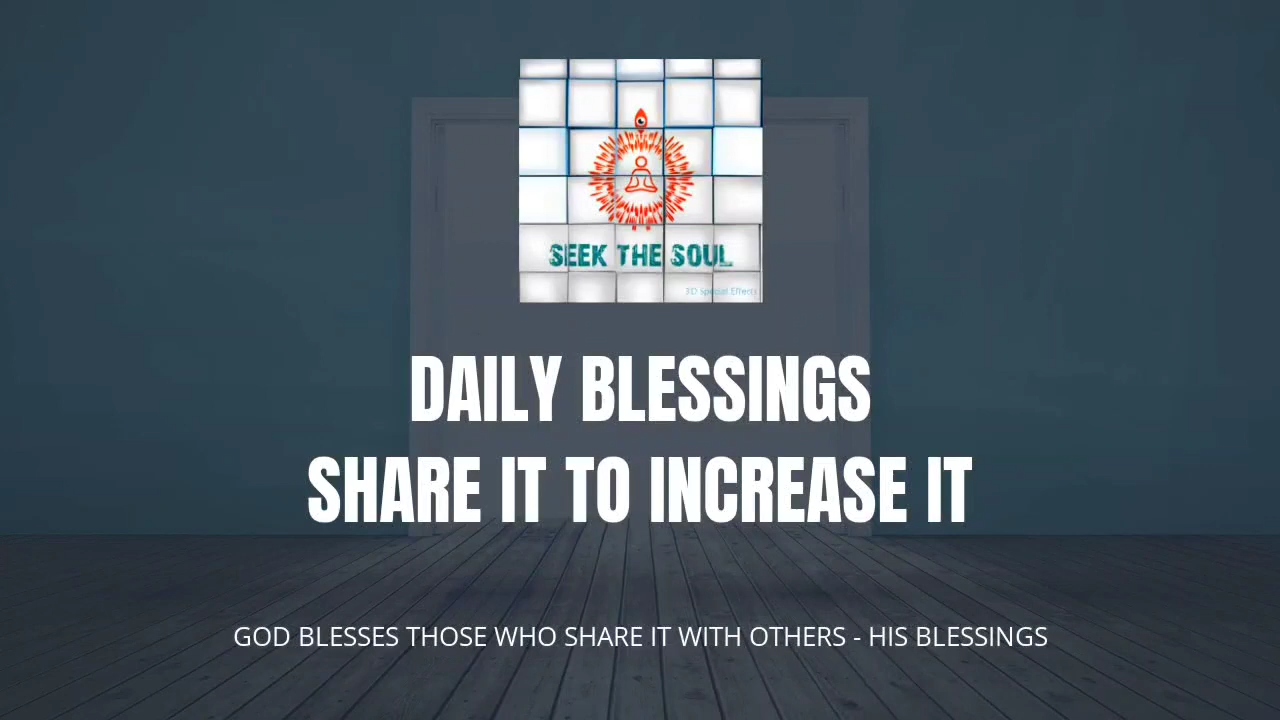 SEEK THE SOUL
3D Special Effects
DAILY BLESSINGS
SHARE IT TO INCREASE IT
GOD BLESSES THOSE WHO SHARE IT WITH OTHERS - HIS BLESSINGS